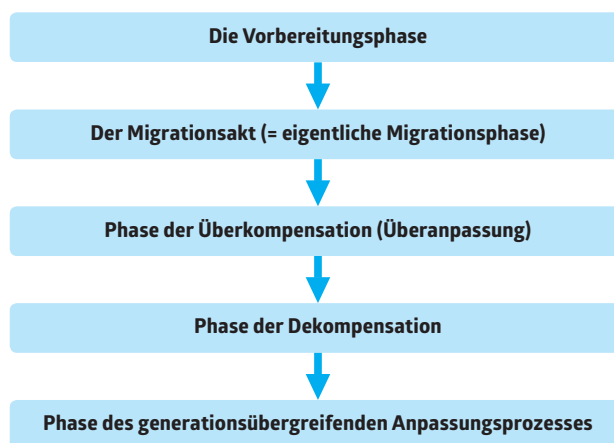 Die Vorbereitungsphase
Der Migrationsakt (= eigentliche Migrationsphase)
Phase der Überkompensation (Überanpassung)
Phase der Dekompensation
Phase des generationsübergreifenden Anpassungsprozesses